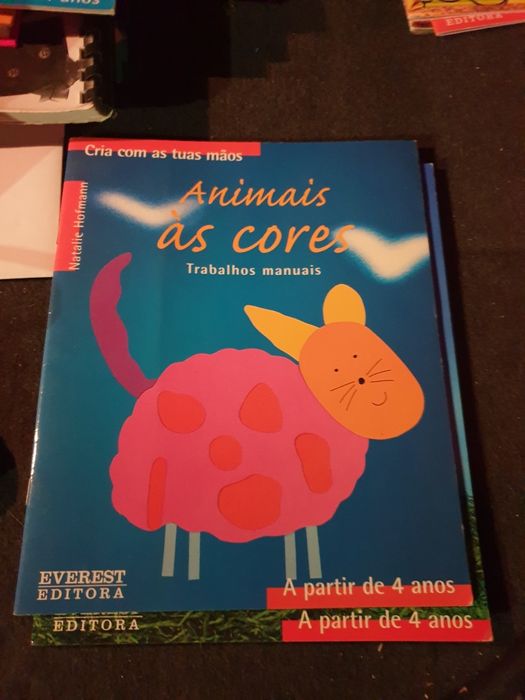 anos
EDITORA
Cria com as tuas mãos
Natalie Hofmann
Animais
às cores
Trabalhos manuais
EVEREST
EDITORA
A partir de 4 anos
EDITORA
A partir de 4 anos